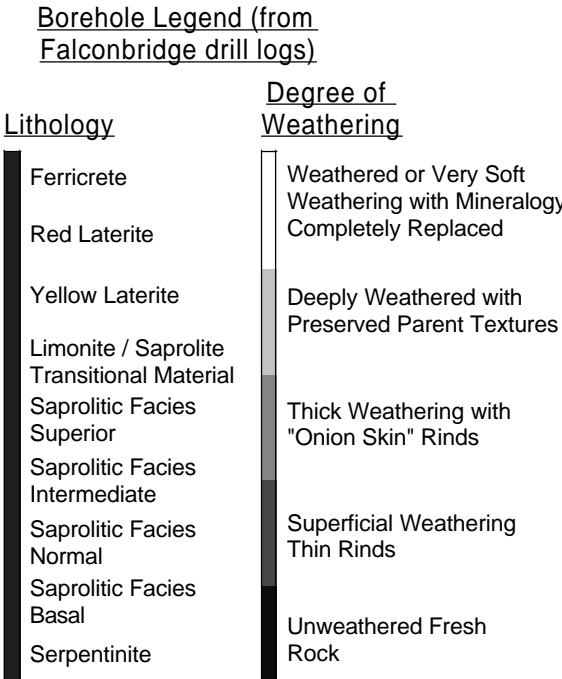 Borehole Legend (from
Falconbridge drill logs)
Lithology
Ferricrete
Red Laterite
Yellow Laterite
Limonite / Saprolite
Transitional Material
Saprolitic Facies
Superior
Saprolitic Facies
Intermediate
Saprolitic Facies
Normal
Saprolitic Facies
Basal
Serpentinite
Degree of
Weathering
Weathered or Very Soft
Weathering with Mineralogy
Completely Replaced
Deeply Weathered with
Preserved Parent Textures
Thick Weathering with
"Onion Skin" Rinds
Superficial Weathering
Thin Rinds
Unweathered Fresh
Rock